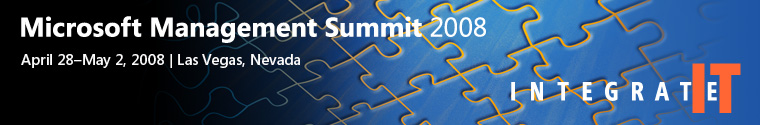 Microsoft Management Summit 2008
April 28–May 2, 2008 | Las Vegas, Nevada
INTEGRATE IT